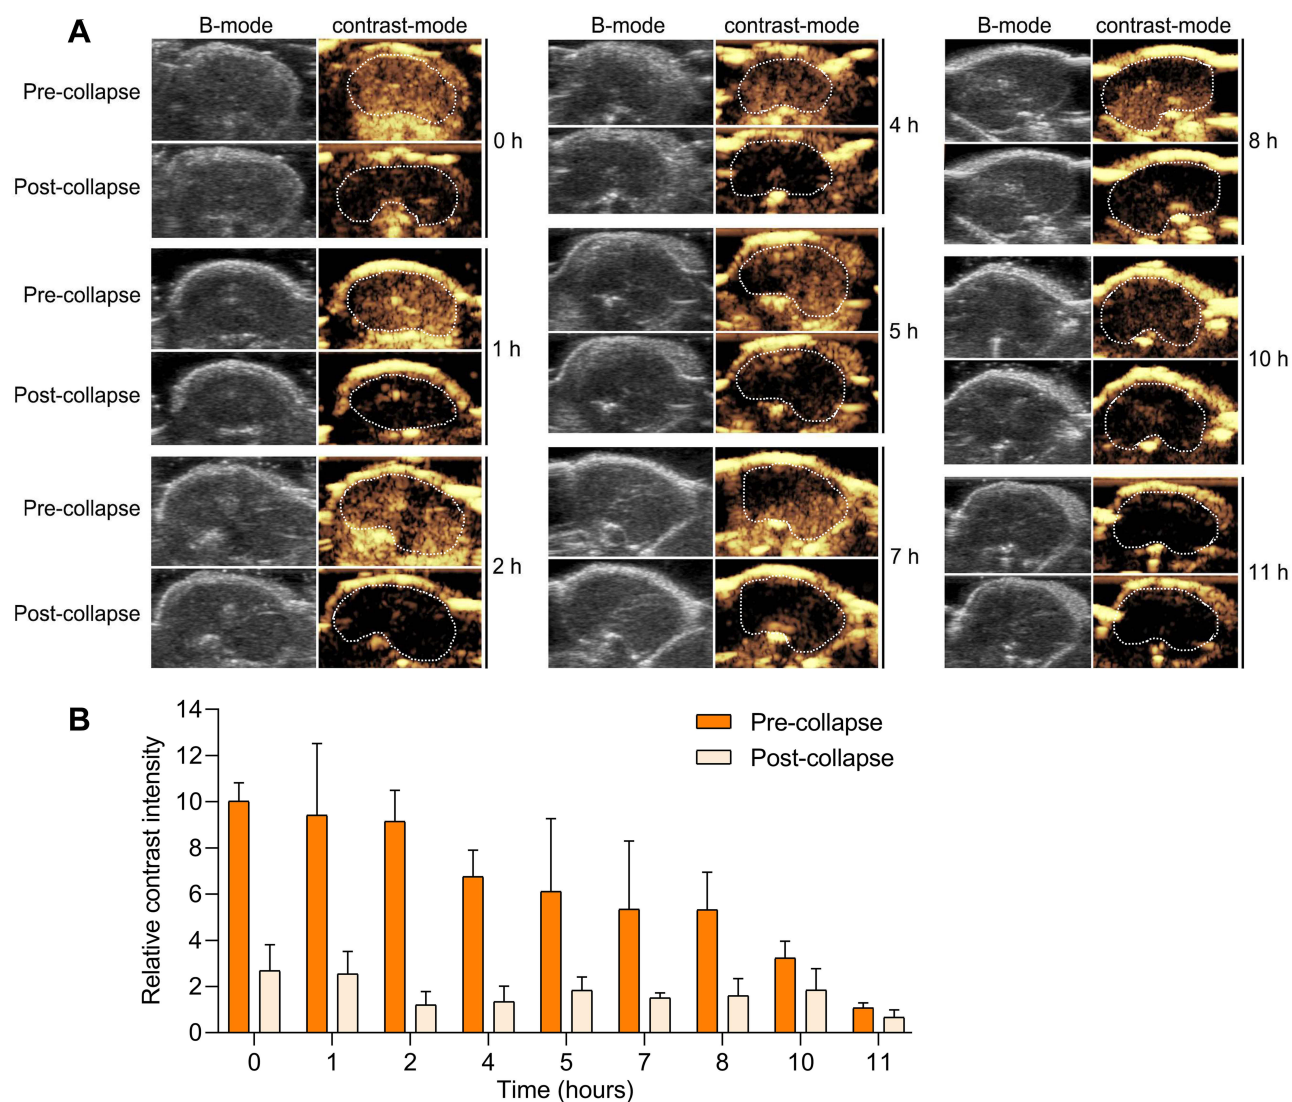 A
B-mode contrast-mode B-mode contrast-mode B-mode contrast-mode
Pre-collapse
Post-collapse
0 h
4 h
8 h
Pre-collapse
Post-collapse
1 h
5 h
10 h
Pre-collapse
Post-collapse
2 h
7 h
11 h
B
Relative contrast intensity
14
12
10
8
6
4
2
0
Pre-collapse
Post-collapse
0 1 2 4 5 7 8 10 11
Time (hours)